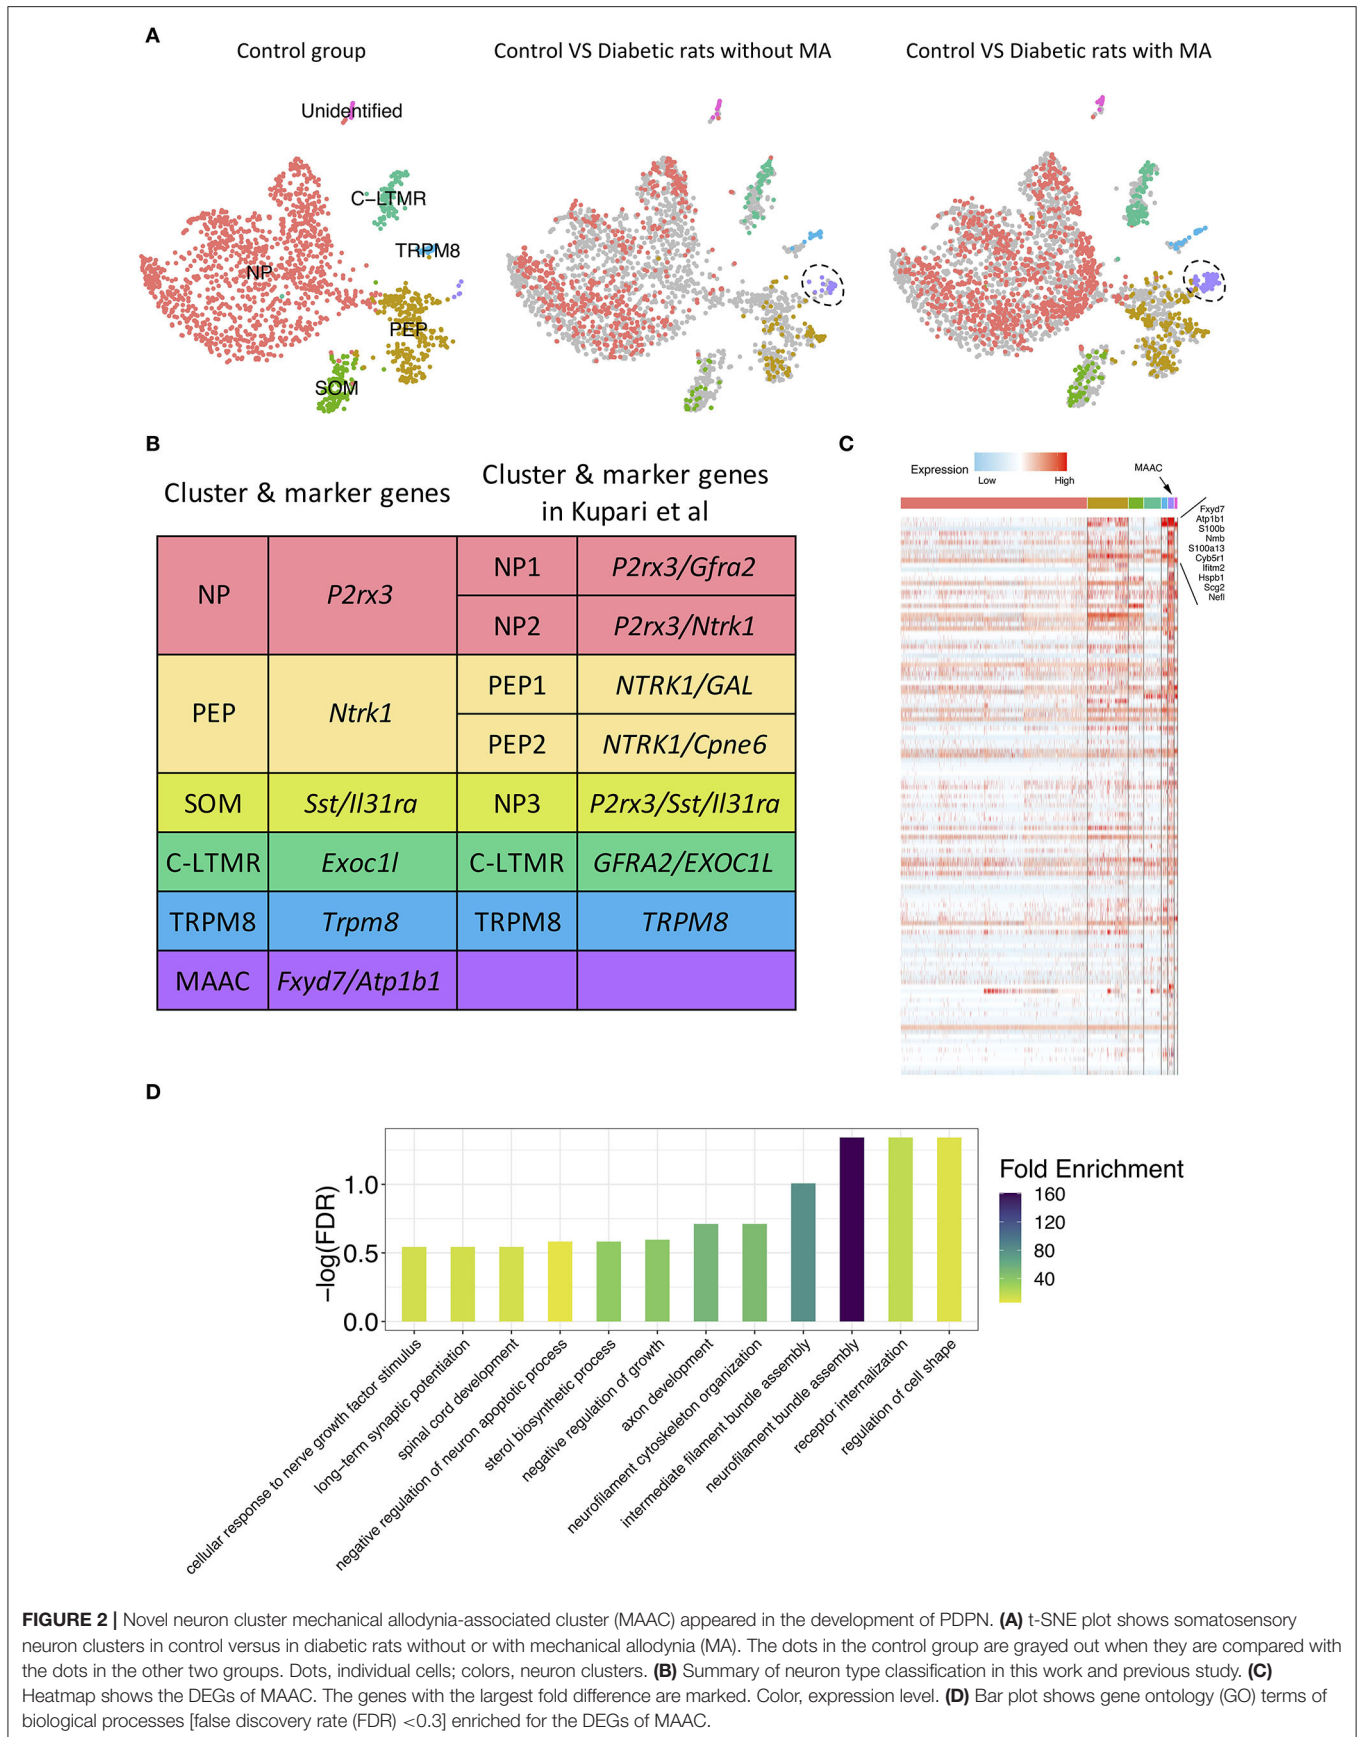 A
Control group
Control VS Diabetic rats without MA
Control VS Diabetic rats with MA
Unidentified
C-LTMR
TRPM8
NP
PEP
SOM
B
Cluster & marker genes
Cluster & marker genes
in Kupari et al
NP
P2rx3
NP1
P2rx3/Gfra2
NP2
P2rx3/Ntrk1
PEP
Ntrk1
PEP1
NTRK1/GAL
PEP2
NTRK1/Cpne6
SOM
Sst/Il31ra
NP3
P2rx3/Sst/Il31ra
C-LTMR
Exoc1l
C-LTMR
GFRA2/EXOC1L
TRPM8
Trpm8
TRPM8
TRPM8
MAAC
Fxyd7/Atp1b1
C
Expression
Low
High
MAAC
Fxyd7
Atp1b1
S100b
Nmb
S100a13
Cyb5r1
Ifitm2
Hspb1
Scg2
Nefl
D
-log(FDR)
1.0
0.5
0.0
cellular response to nerve growth factor stimulus
long-term synaptic potentiation
spinal cord development
negative regulation of neuron apoptotic process
sterol biosynthetic process
negative regulation of growth
axon development
neurofilament cytoskeleton organization
intermediate filament bundle assembly
neurofilament bundle assembly
receptor internalization
regulation of cell shape
Fold Enrichment
160
120
80
40
FIGURE 2 | Novel neuron cluster mechanical allodynia-associated cluster (MAAC) appeared in the development of PDPN. (A) t-SNE plot shows somatosensory
neuron clusters in control versus in diabetic rats without or with mechanical allodynia (MA). The dots in the control group are grayed out when they are compared with
the dots in the other two groups. Dots, individual cells; colors, neuron clusters. (B) Summary of neuron type classification in this work and previous study. (C)
Heatmap shows the DEGs of MAAC. The genes with the largest fold difference are marked. Color, expression level. (D) Bar plot shows gene ontology (GO) terms of
biological processes [false discovery rate (FDR) <0.3] enriched for the DEGs of MAAC.